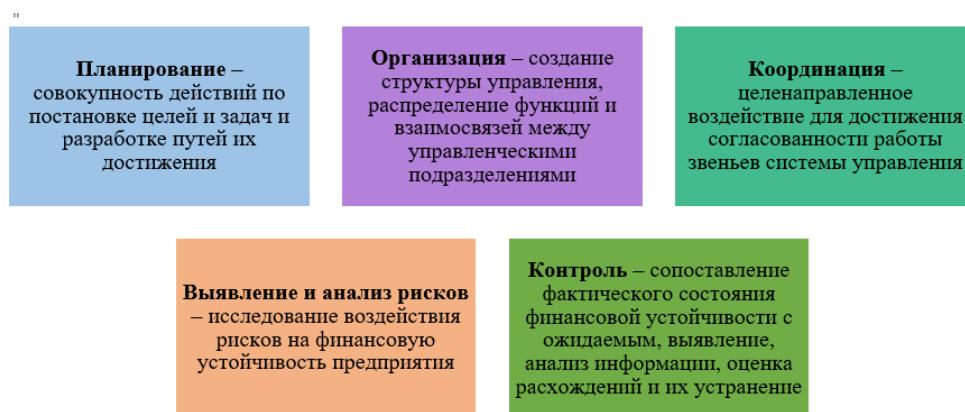 "
Планирование –
совокупность действий по
постановке целей и задач и
разработке путей их
достижения
Организация – создание
структуры управления,
распределение функций и
взаимосвязей между
управленческими
подразделениями
Координация –
целенаправленное
воздействие для достижения
согласованности работы
звеньев системы управления
Выявление и анализ рисков
– исследование воздействия
рисков на финансовую
устойчивость предприятия
Контроль – сопоставление
фактического состояния
финансовой устойчивости с
ожидаемым, выявление,
анализ информации, оценка
расхождений и их устранение